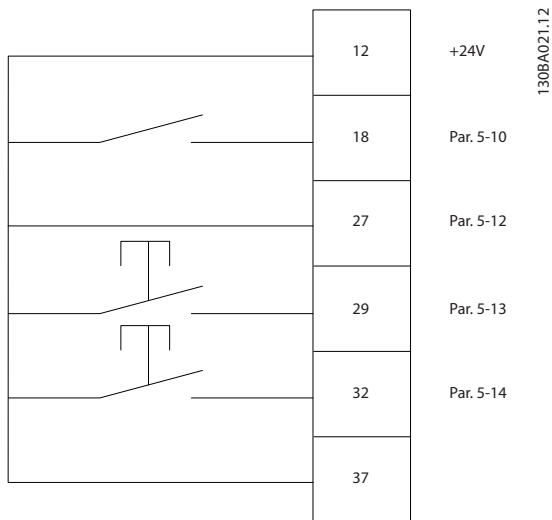 12 +24V
18 Par. 5-10
27 Par. 5-12
29 Par. 5-13
32 Par. 5-14
37
130BA021.12